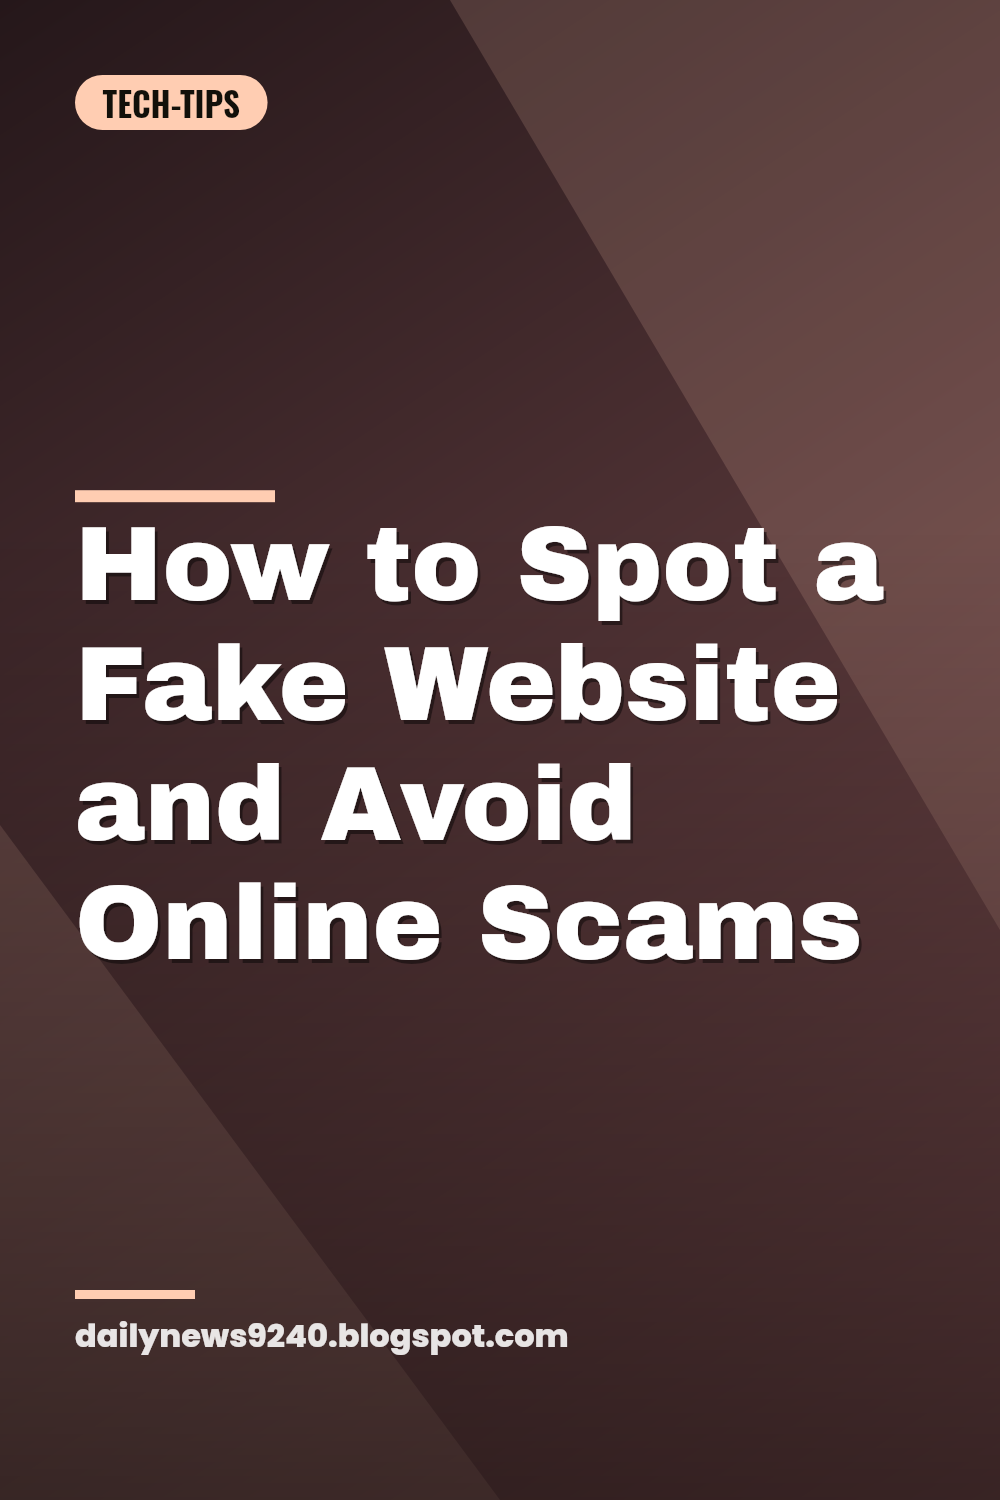 TECH-TIPS
How to Spot a
Fake Website
and Avoid
Online Scams
dailynews9240.blogspot.com